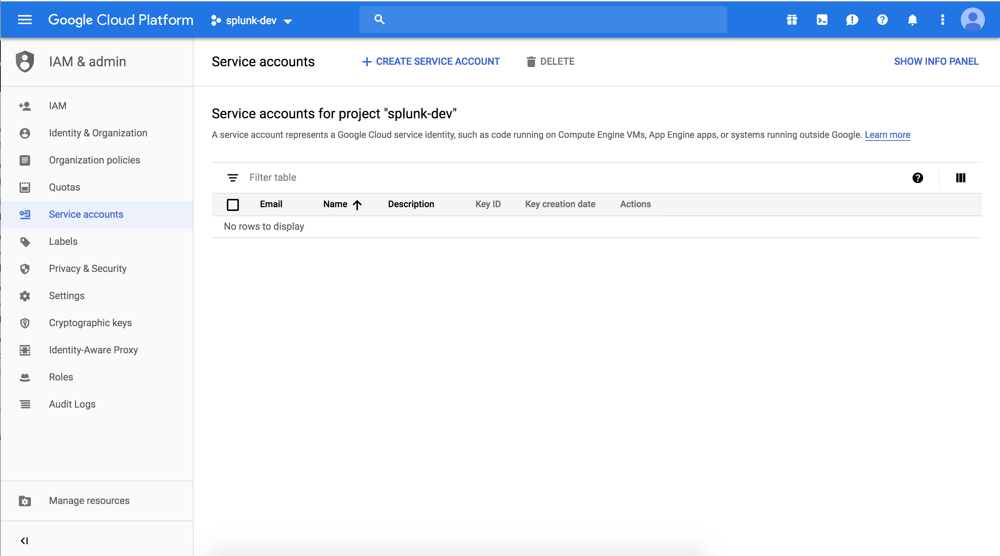 Google Cloud Platform splunk-dev
IAM & admin
Service accounts + CREATE SERVICE ACCOUNT DELETE SHOW INFO PANEL
IAM
Identity & Organization
Organization policies
Quotas
Service accounts
Labels
Privacy & Security
Settings
Cryptographic keys
Identity-Aware Proxy
Roles
Audit Logs
Manage resources
Service accounts for project "splunk-dev"
A service account represents a Google Cloud service identity, such as code running on Compute Engine VMs, App Engine apps, or systems running outside Google. Learn more
Filter table
Email Name Description Key ID Key creation date Actions
No rows to display